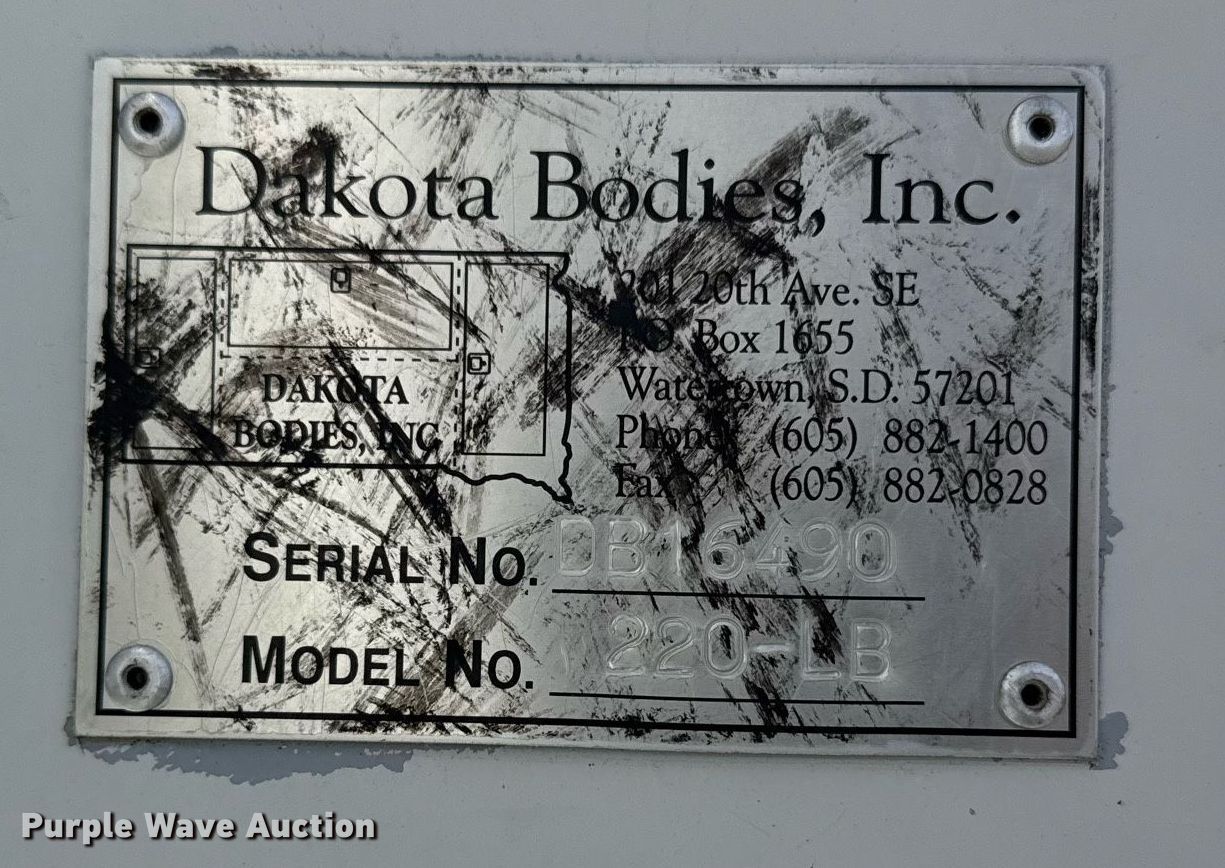 Dakota Bodies, Inc.
DAKOTA
BODIES, INC
201 20th Ave. SE
P.O. Box 1655
Watertown, S.D. 57201
Phone (605) 882-1400
Fax (605) 882-0828
SERIAL NO. DB16490
MODEL NO. 220-LB
Purple Wave Auction